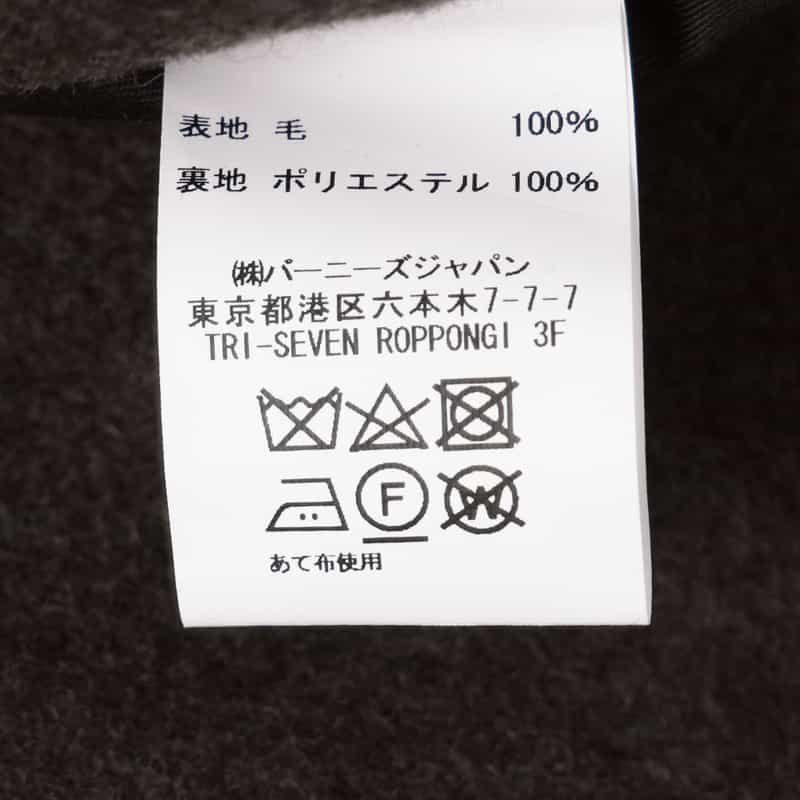 表地 毛 100%
裏地 ポリエステル 100%
㈱バーニーズジャパン
東京都港区六本木7-7-7
TRI-SEVEN ROPPONGI 3F
F W
あて布使用